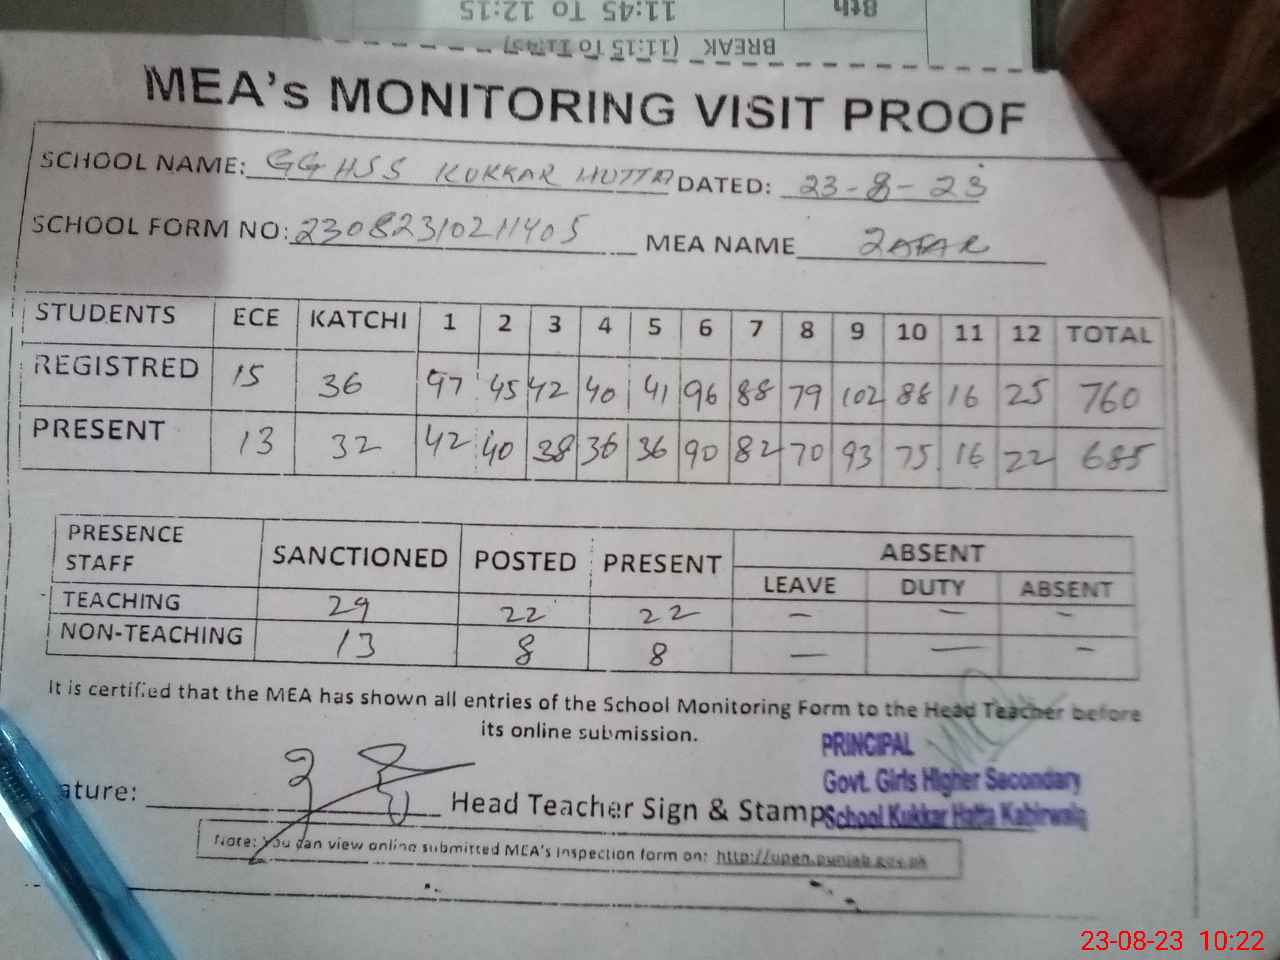 8th
11:45 To 12:15
BREAK (11:15 To 11:45)
MEA's MONITORING VISIT PROOF
SCHOOL NAME: GGHSS KUKKAR HUTTA DATED: 23-8-23
SCHOOL FORM NO: 23082310211405 MEA NAME ZAFAR
STUDENTS ECE KATCHI 1 2 3 4 5 6 7 8 9 10 11 12 TOTAL
REGISTRED 15 36 97 45 42 40 41 96 88 79 102 86 16 25 760
PRESENT 13 32 42 40 38 36 36 90 82 70 93 75 16 22 685
PRESENCE STAFF SANCTIONED POSTED PRESENT ABSENT
LEAVE DUTY ABSENT
TEACHING 29 22 22 — — —
NON-TEACHING 13 8 8 — — —
It is certified that the MEA has shown all entries of the School Monitoring Form to the Head Teacher before
its online submission.
PRINCIPAL
Govt. Girls Higher Secondary
School Kukkar Hatta Kabirwala
ature: Head Teacher Sign & Stamp
Note: You can view online submitted MEA's Inspection form on: http://open.punjab.gov.pk
23-08-23 10:22